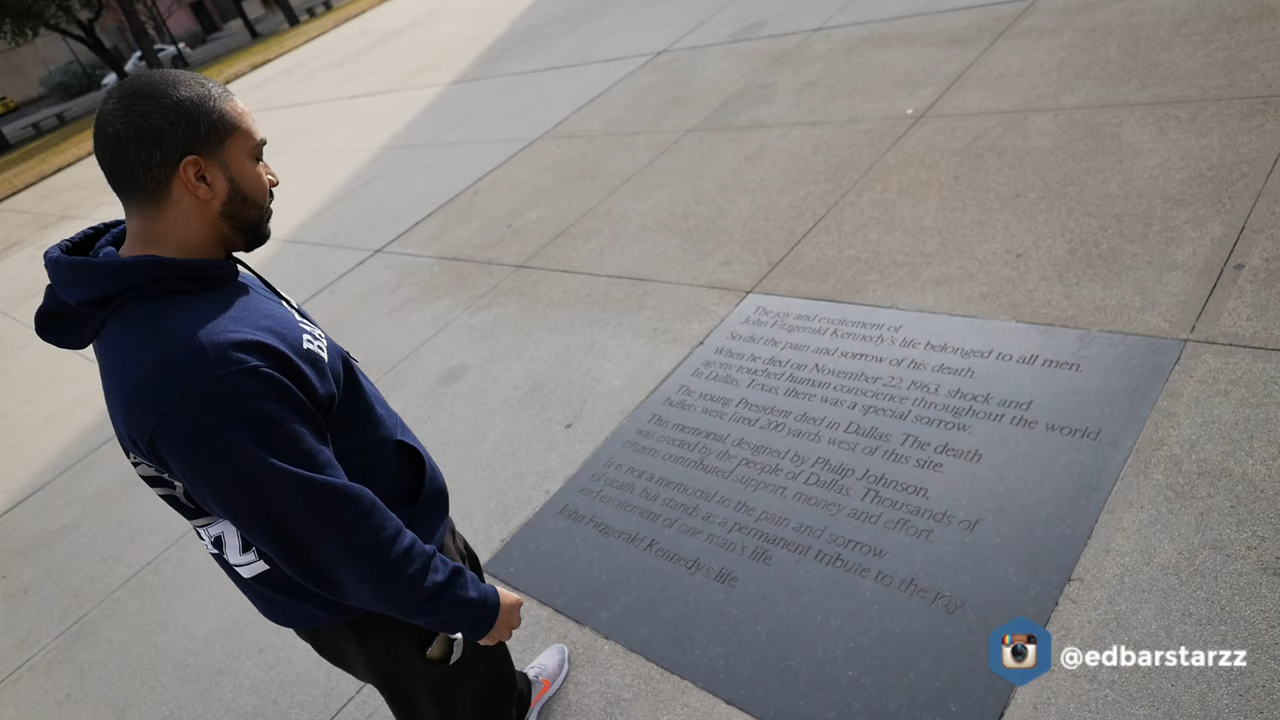 The joy and excitement of
John Fitzgerald Kennedy's life belonged to all men.
So did the pain and sorrow of his death.
When he died on November 22, 1963, shock and
agony touched human conscience throughout the world.
In Dallas, Texas, there was a special sorrow.
The young President died in Dallas. The death
bullets were fired 200 yards west of this site.
This memorial, designed by Philip Johnson,
was erected by the people of Dallas. Thousands of
citizens contributed support, money and effort.
It is not a memorial to the pain and sorrow
of death, but stands as a permanent tribute to the joy
and excitement of one man's life.
John Fitzgerald Kennedy's life.
@edbarstarzz